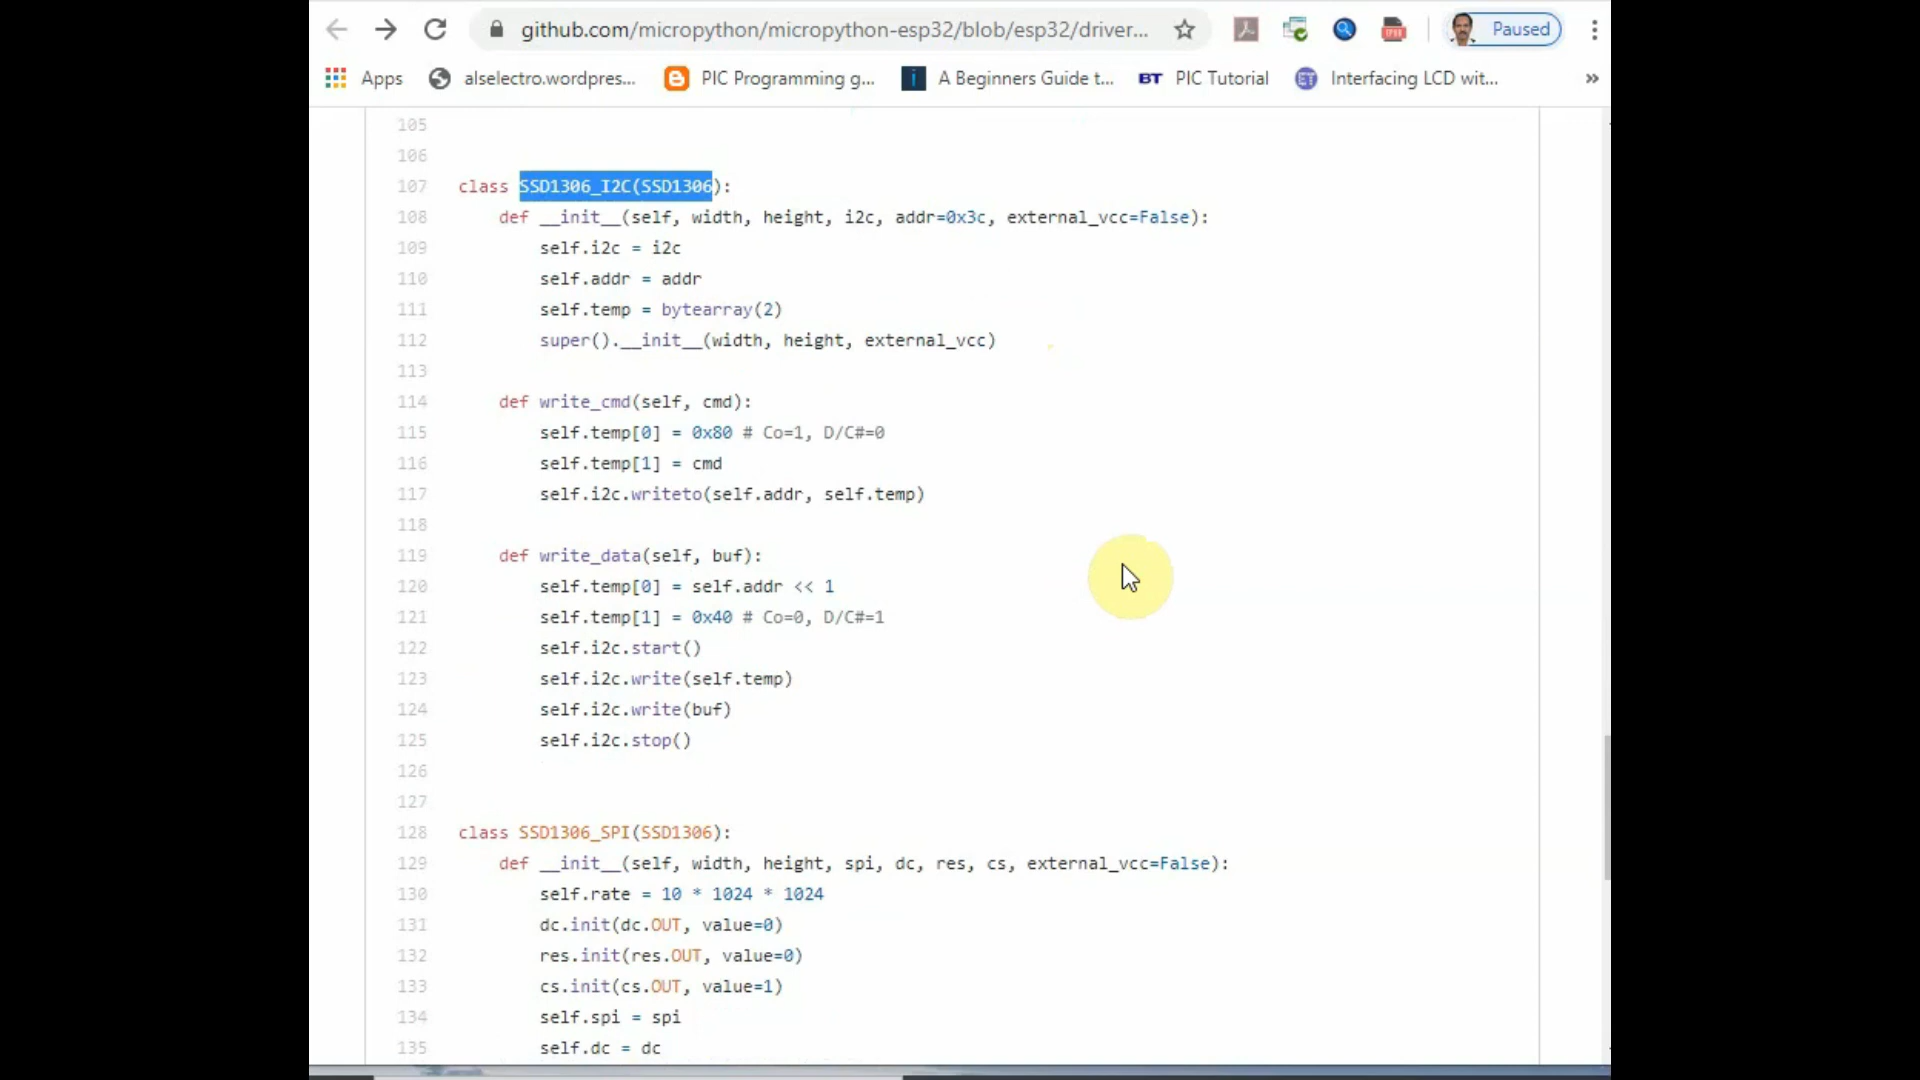 github.com/micropython/micropython-esp32/blob/esp32/driver... Paused
Apps alselectro.wordpres... PIC Programming g... i A Beginners Guide t... BT PIC Tutorial ET Interfacing LCD wit... »
105
106
107 class SSD1306_I2C(SSD1306):
108 def __init__(self, width, height, i2c, addr=0x3c, external_vcc=False):
109 self.i2c = i2c
110 self.addr = addr
111 self.temp = bytearray(2)
112 super().__init__(width, height, external_vcc)
113
114 def write_cmd(self, cmd):
115 self.temp[0] = 0x80 # Co=1, D/C#=0
116 self.temp[1] = cmd
117 self.i2c.writeto(self.addr, self.temp)
118
119 def write_data(self, buf):
120 self.temp[0] = self.addr << 1
121 self.temp[1] = 0x40 # Co=0, D/C#=1
122 self.i2c.start()
123 self.i2c.write(self.temp)
124 self.i2c.write(buf)
125 self.i2c.stop()
126
127
128 class SSD1306_SPI(SSD1306):
129 def __init__(self, width, height, spi, dc, res, cs, external_vcc=False):
130 self.rate = 10 * 1024 * 1024
131 dc.init(dc.OUT, value=0)
132 res.init(res.OUT, value=0)
133 cs.init(cs.OUT, value=1)
134 self.spi = spi
135 self.dc = dc